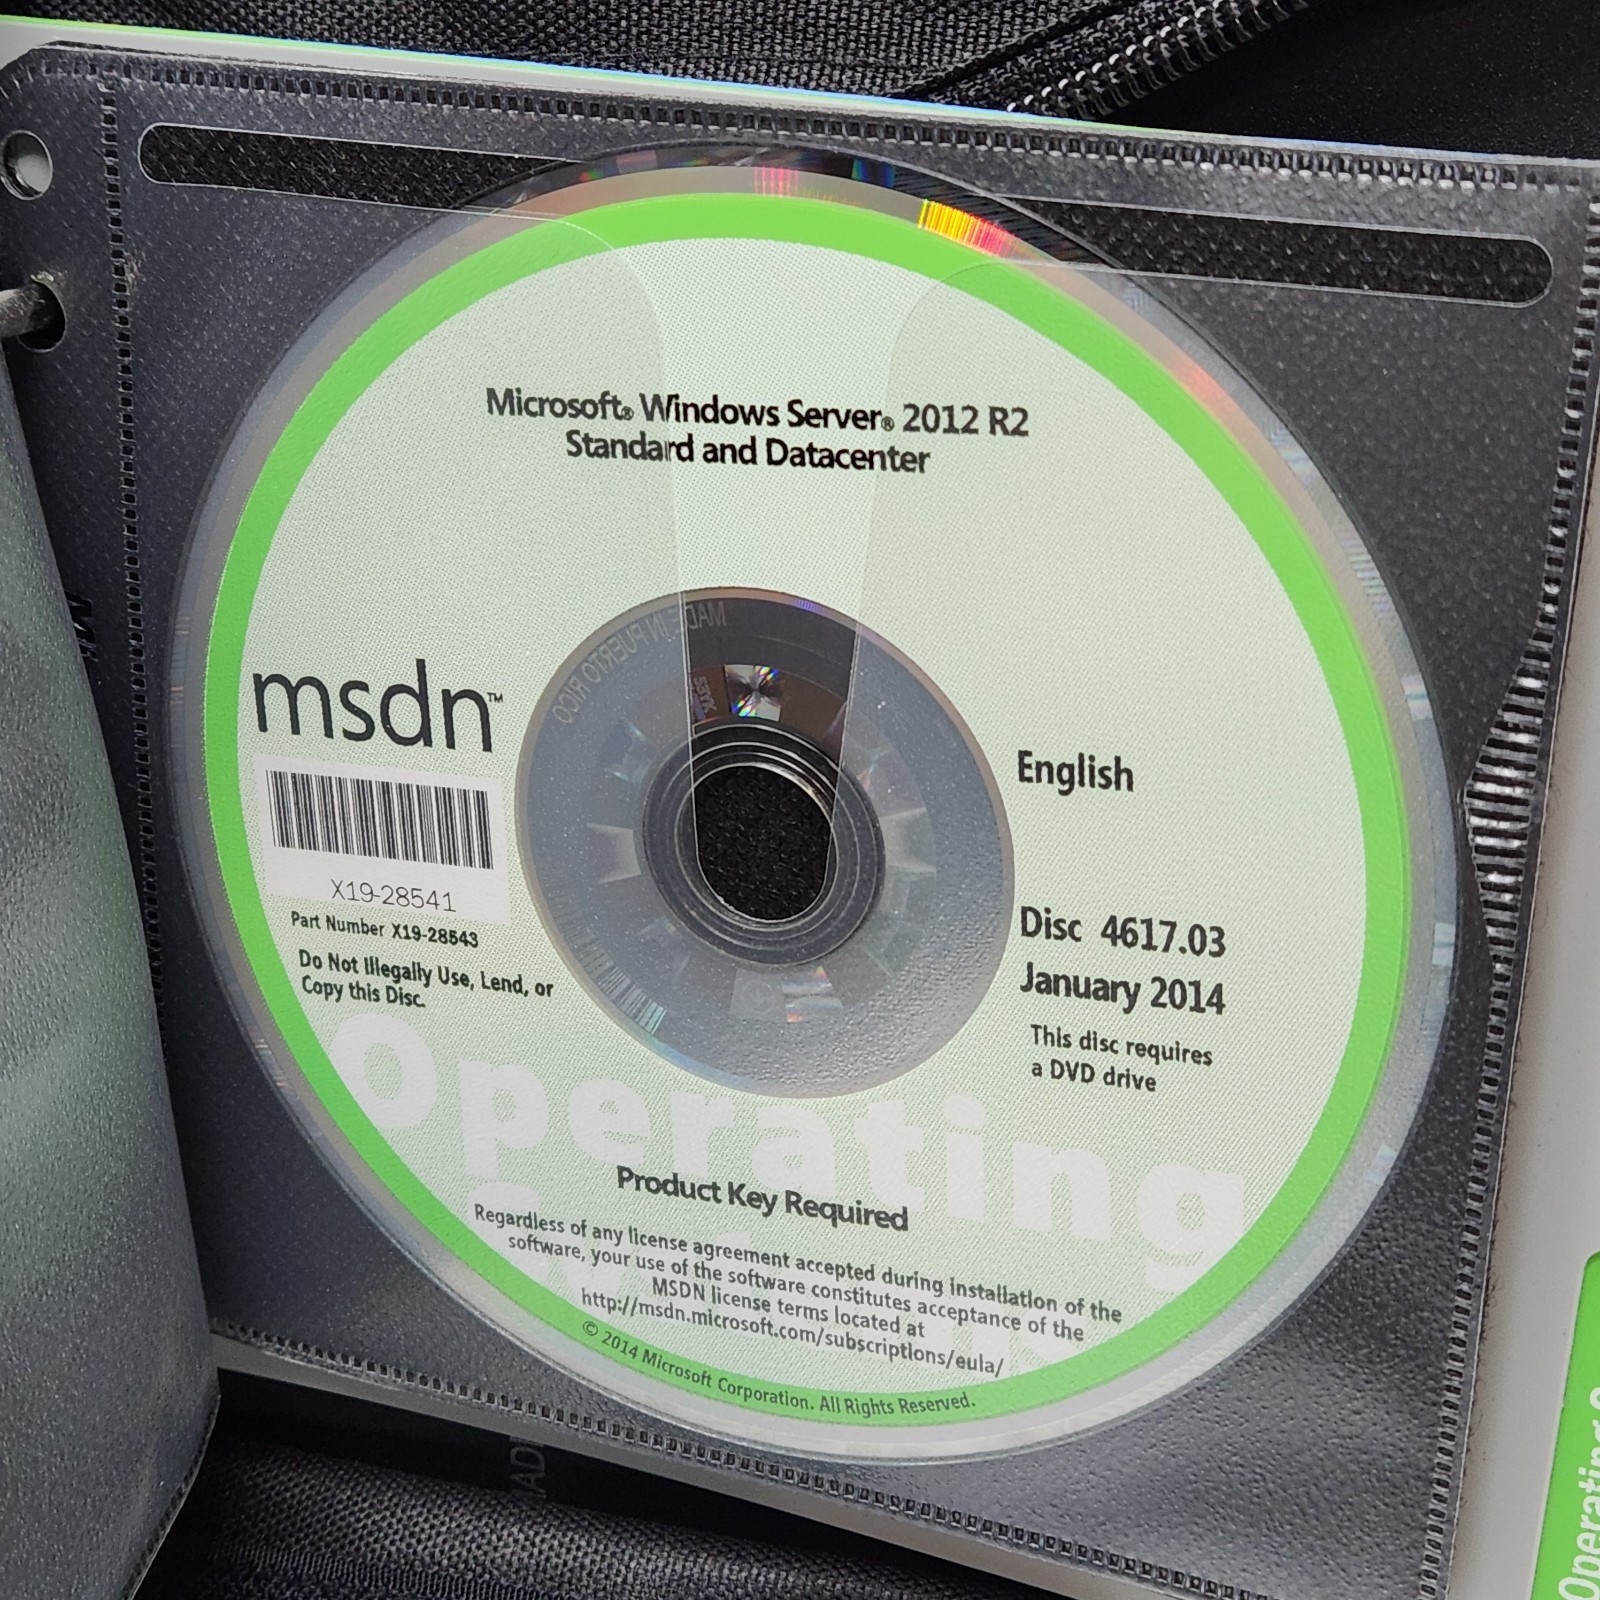 Microsoft® Windows Server® 2012 R2
Standard and Datacenter
MADE IN PUERTO RICO
msdn™
X19-28541
Part Number X19-28543
Do Not Illegally Use, Lend, or
Copy this Disc.
English
Disc 4617.03
January 2014
This disc requires
a DVD drive
Operating
Product Key Required
Regardless of any license agreement accepted during installation of the
software, your use of the software constitutes acceptance of the
MSDN license terms located at
http://msdn.microsoft.com/subscriptions/eula/
© 2014 Microsoft Corporation. All Rights Reserved.
Operating